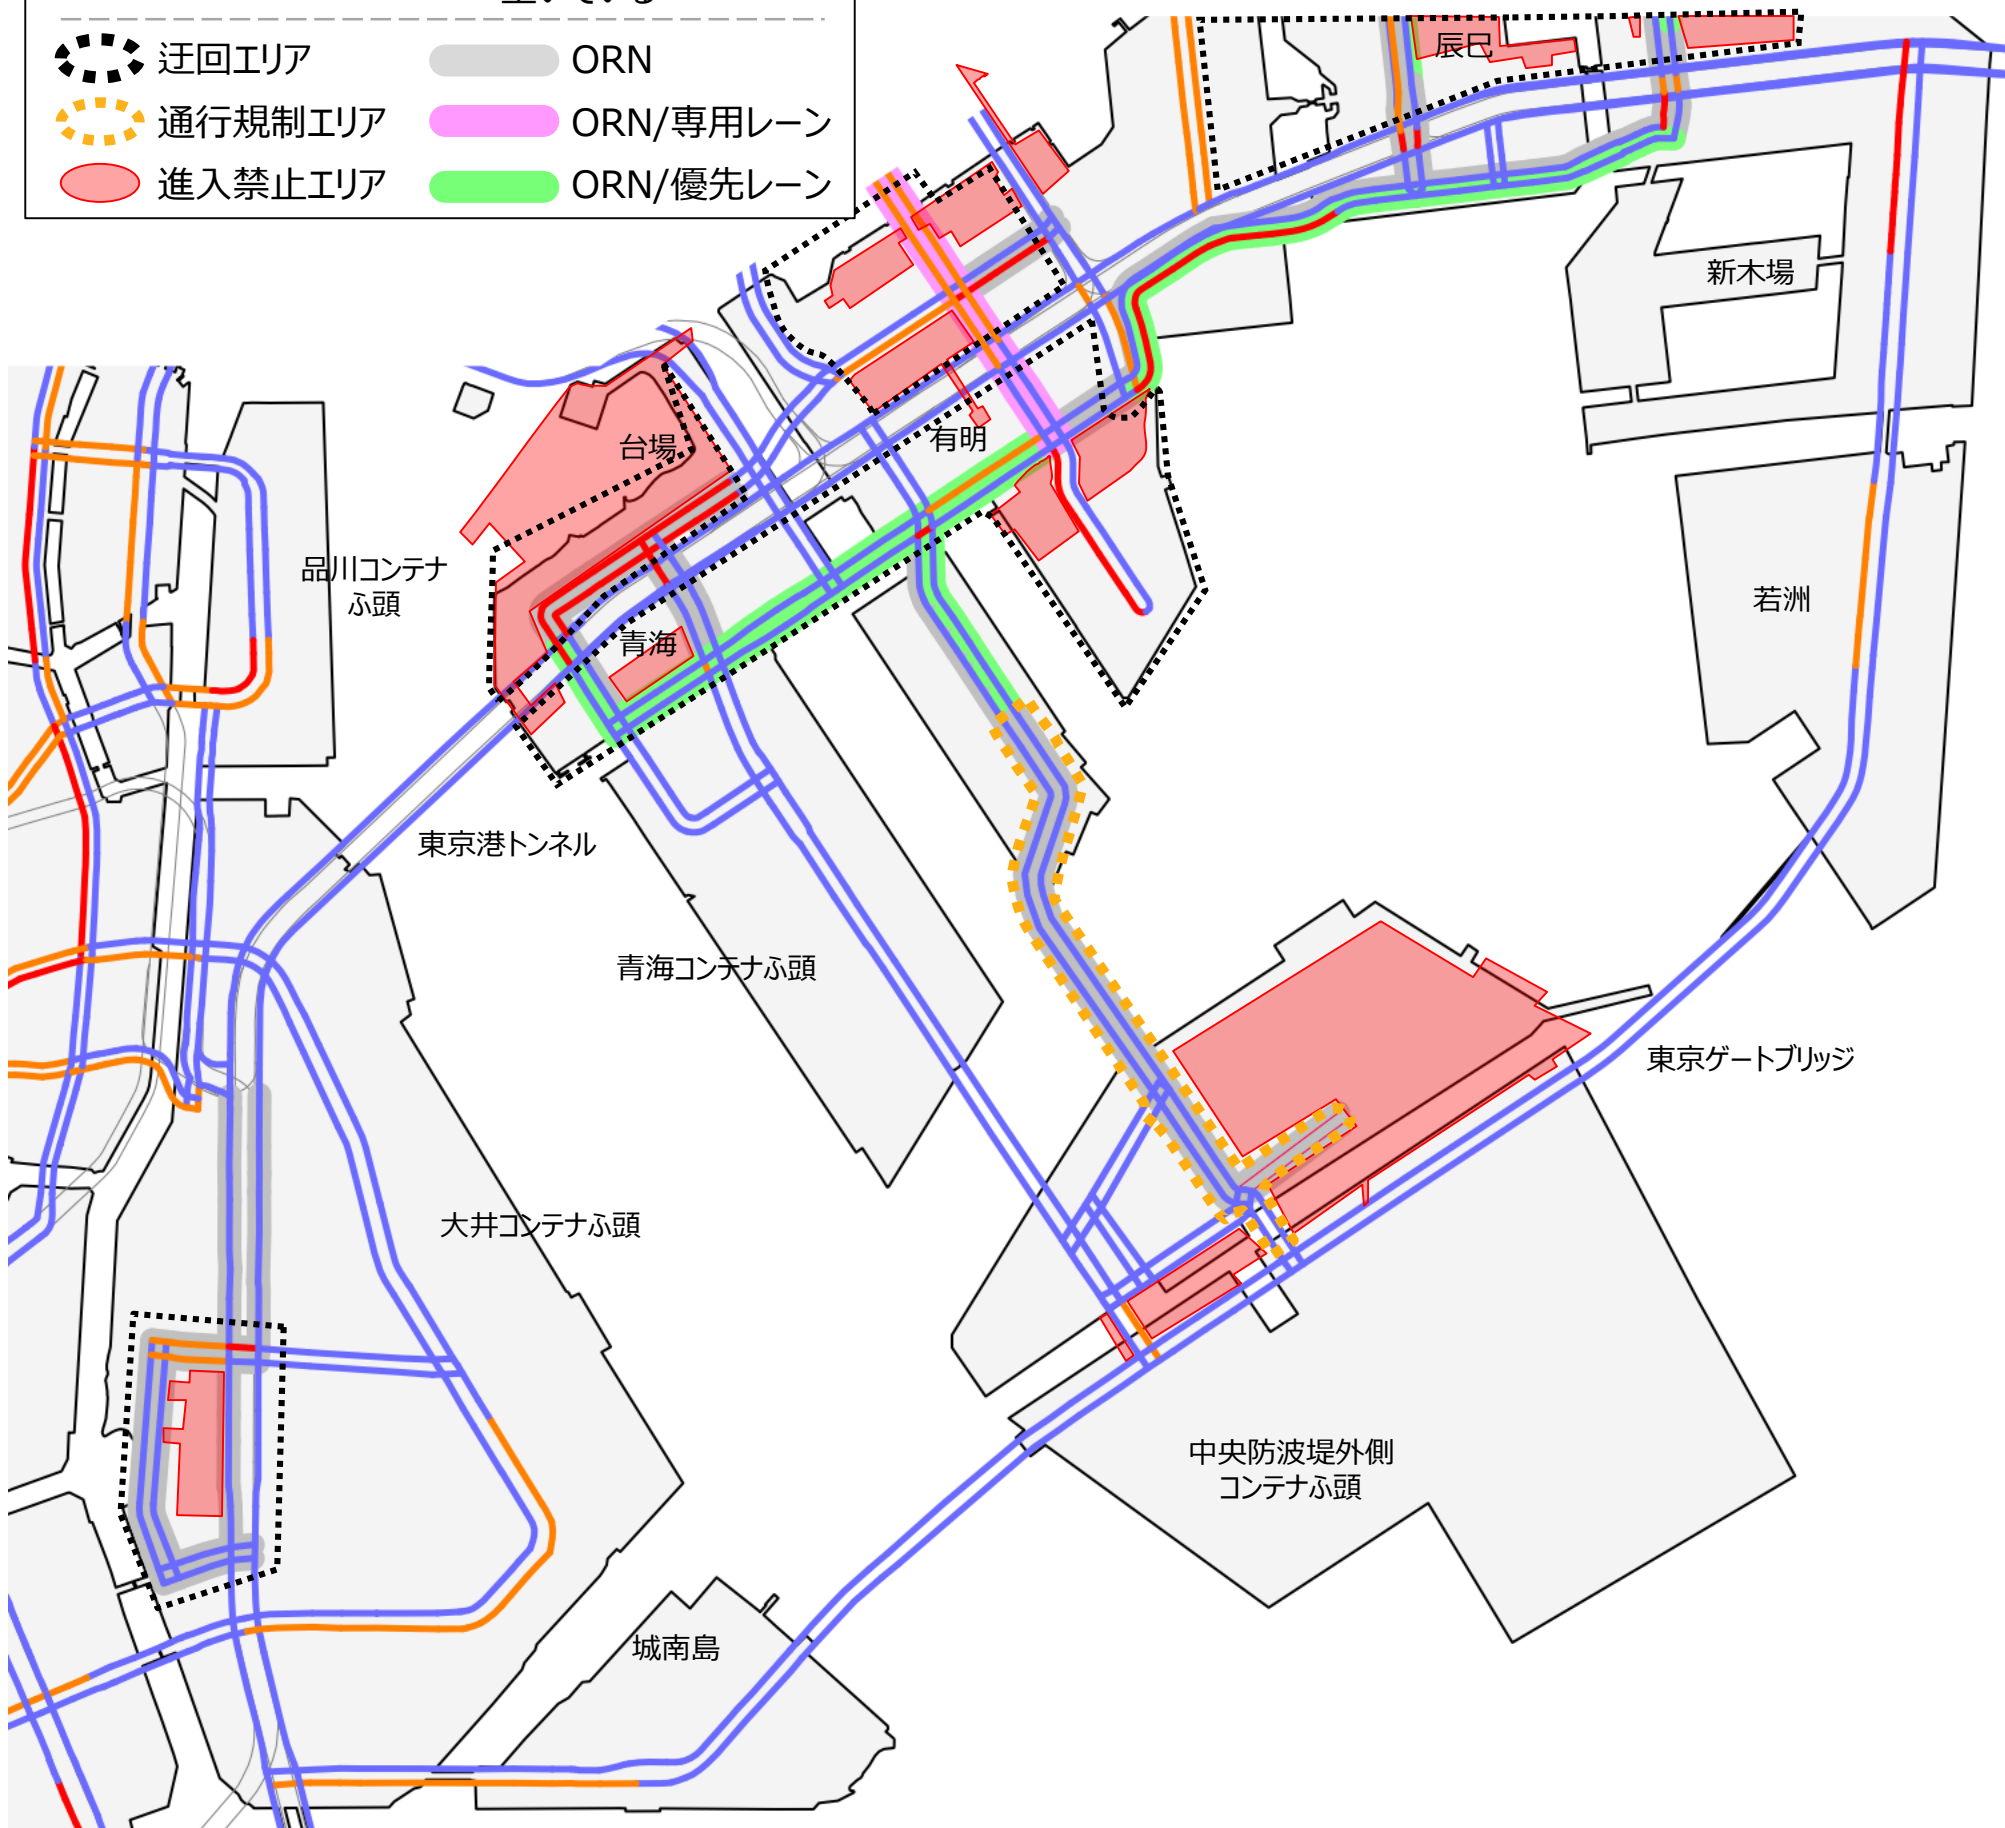 空いている
迂回エリア
ORN
通行規制エリア
ORN/専用レーン
進入禁止エリア
ORN/優先レーン
辰巳
新木場
有明
台場
品川コンテナ
ふ頭
青海
若洲
東京港トンネル
青海コンテナふ頭
東京ゲートブリッジ
大井コンテナふ頭
中央防波堤外側
コンテナふ頭
城南島